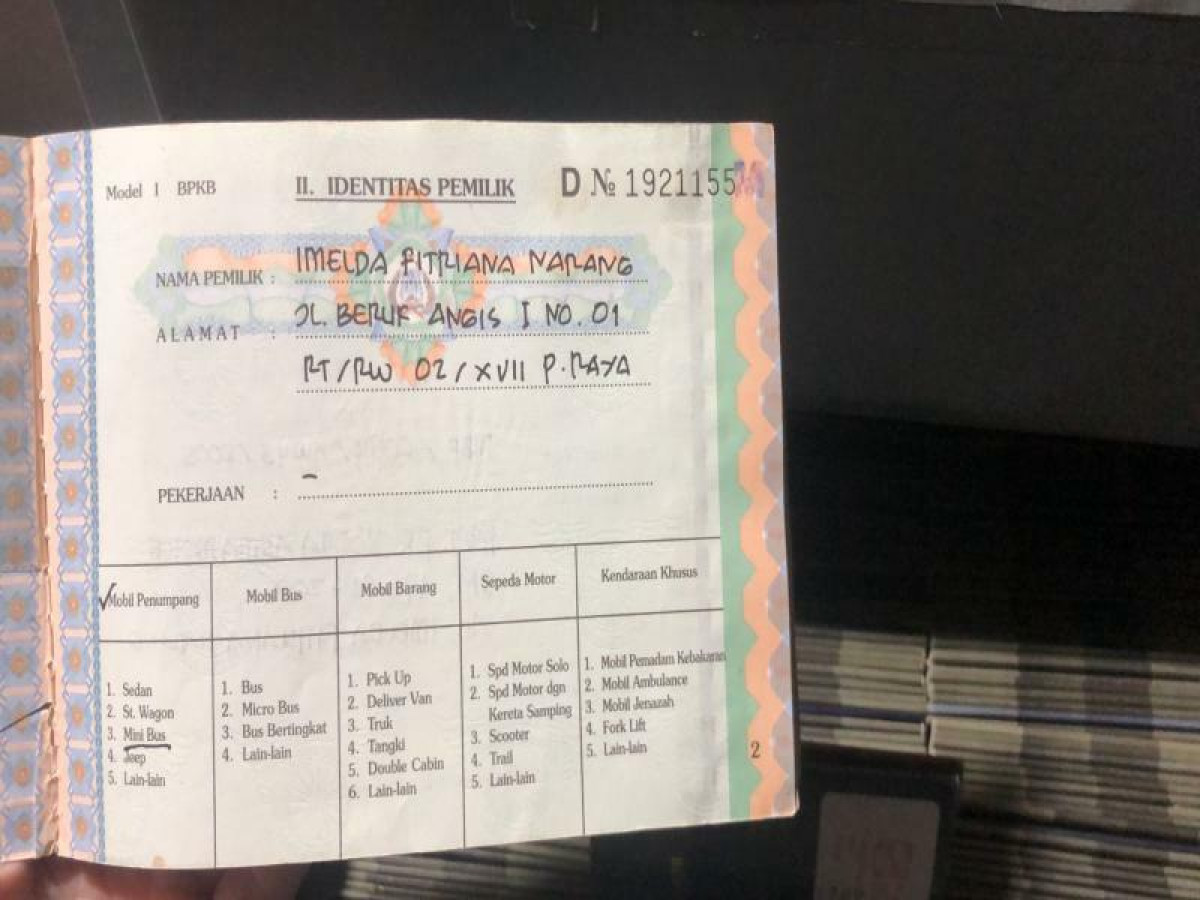 Model I BPKB
II. IDENTITAS PEMILIK
D № 1921155
NAMA PEMILIK : IMELDA FITRIANA NARANG
ALAMAT : JL. BERUK ANGIS I NO. 01
RT/RW 02/XVII P.RAYA
PEKERJAAN : -
✓Mobil Penumpang
1. Sedan
2. St. Wagon
3. Mini Bus
4. Jeep
5. Lain-lain
Mobil Bus
1. Bus
2. Micro Bus
3. Bus Bertingkat
4. Lain-lain
Mobil Barang
1. Pick Up
2. Deliver Van
3. Truk
4. Tangki
5. Double Cabin
6. Lain-lain
Sepeda Motor
1. Spd Motor Solo
2. Spd Motor dgn
Kereta Samping
3. Scooter
4. Trail
5. Lain-lain
Kendaraan Khusus
1. Mobil Pemadam Kebakaran
2. Mobil Ambulance
3. Mobil Jenazah
4. Fork Lift
5. Lain-lain
2